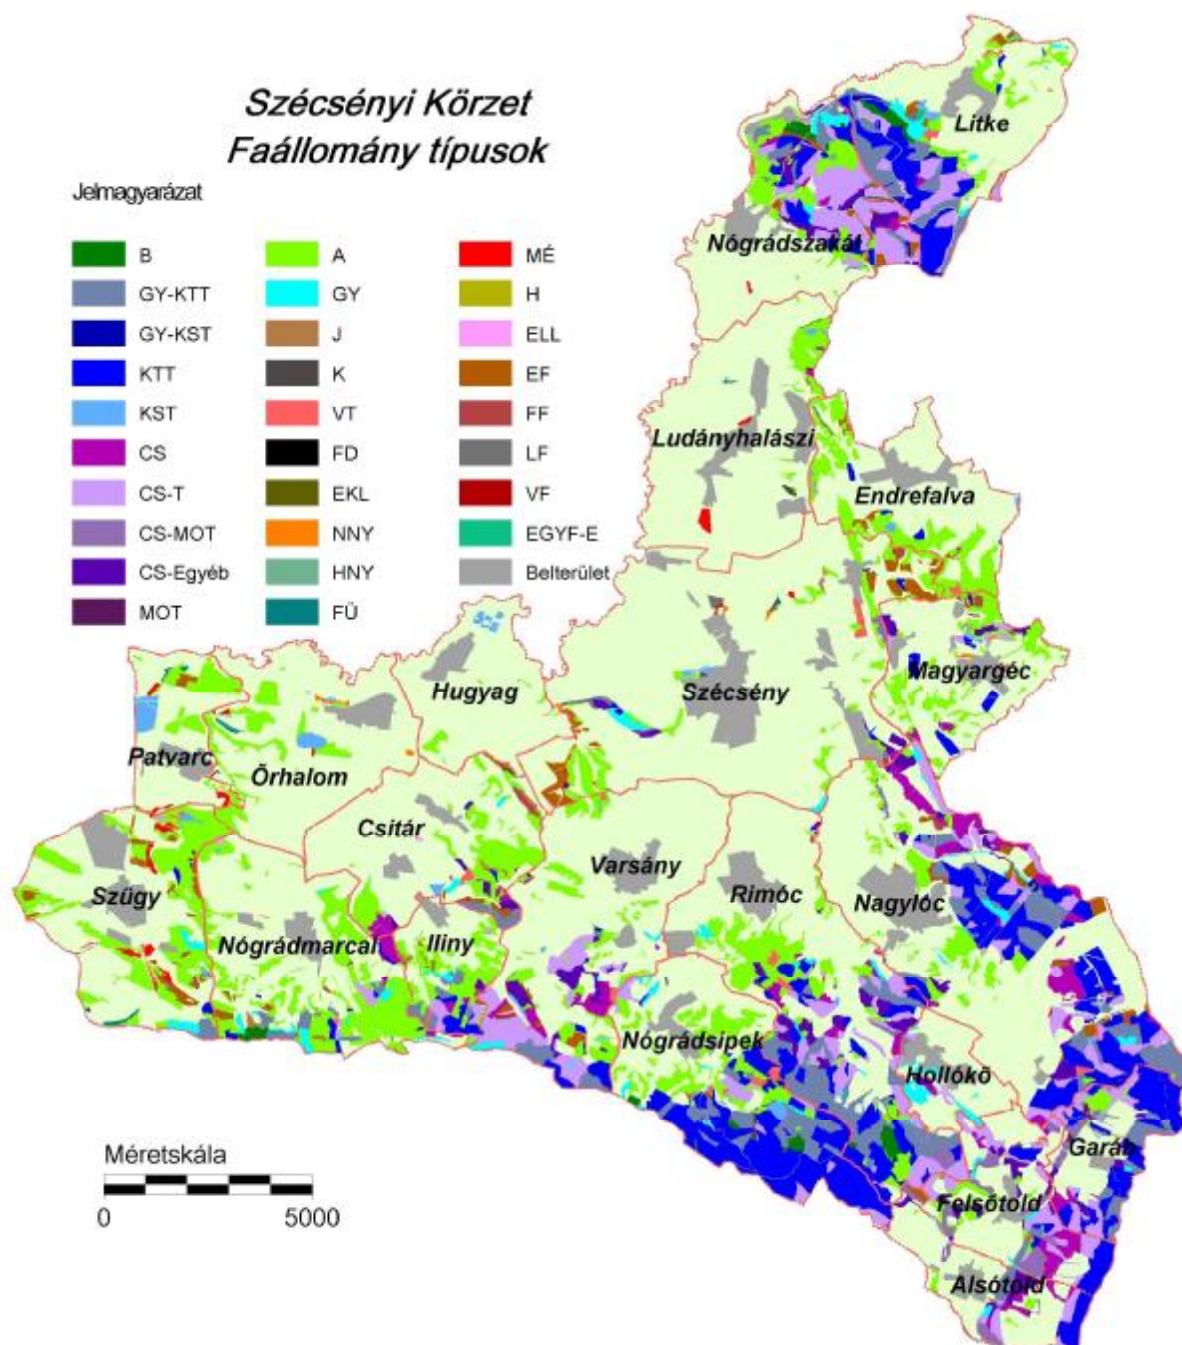 Szécsényi Körzet
Faállomány típusok
Jelmagyarázat
B
GY-KTT
GY-KST
KTT
KST
CS
CS-T
CS-MOT
CS-Egyéb
MOT
A
GY
J
K
VT
FD
EKL
NNY
HNY
FÜ
MÉ
H
ELL
EF
FF
LF
VF
EGYF-E
Belterület
Litke
Nógrádszakál
Ludányhalászi
Endrefalva
Magyargéc
Szécsény
Hugyag
Patvarc
Őrhalom
Csitár
Varsány
Rimóc
Nagylóc
Szügy
Nógrádmarcal
Iliny
Nógrádsipek
Hollókö
Garáb
Felsőtold
Alsótold
Méretskála
0 5000